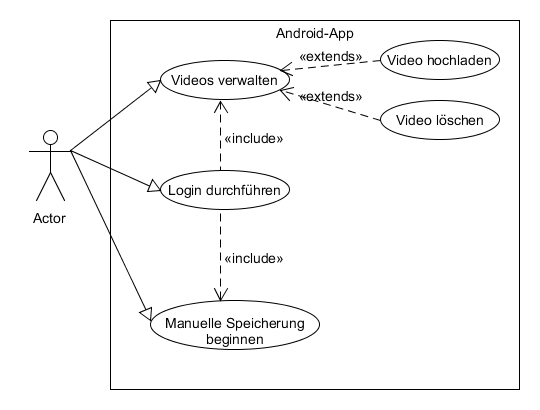 Android-App
Videos verwalten
«extends»
Video hochladen
«extends»
Video löschen
«include»
Login durchführen
Actor
«include»
Manuelle Speicherung
beginnen